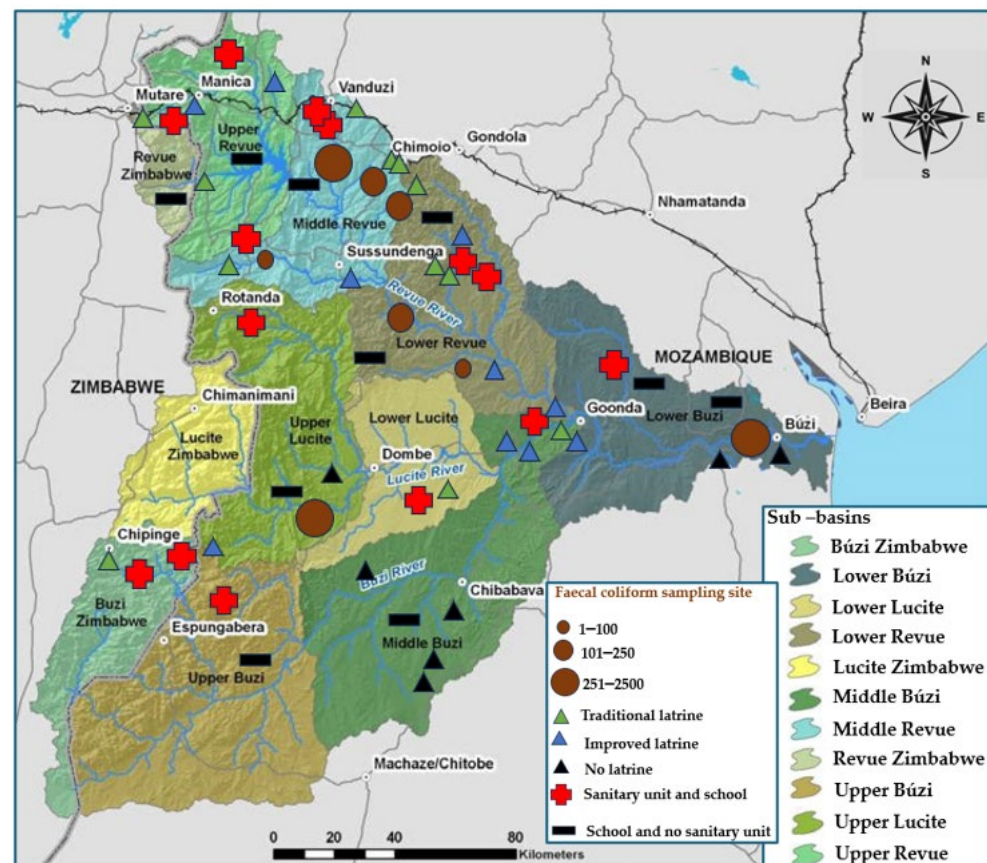 N
W
E
S
Manica
Vanduzi
Mutare
Upper
Revue
Gondola
Chimoio
Revue
Zimbabwe
Nhamatanda
Middle Revue
Sussundenga
Rotanda
Revue River
Lower Revue
MOZAMBIQUE
ZIMBABWE
Chimanimani
Goonda
Lower Buzi
Beira
Búzi
Lower Lucite
Upper
Lucite
Lucite
Zimbabwe
Dombe
Lucite River
Chipinge
Búzi River
Chibabava
Buzi
Zimbabwe
Espungabera
Middle Buzi
Upper Buzi
Machaze/Chitobe
0 20 40 80
Kilometers
Faecal coliform sampling site
1–100
101–250
251–2500
Traditional latrine
Improved latrine
No latrine
Sanitary unit and school
School and no sanitary unit
Sub –basins
Búzi Zimbabwe
Lower Búzi
Lower Lucite
Lower Revue
Lucite Zimbabwe
Middle Búzi
Middle Revue
Revue Zimbabwe
Upper Búzi
Upper Lucite
Upper Revue